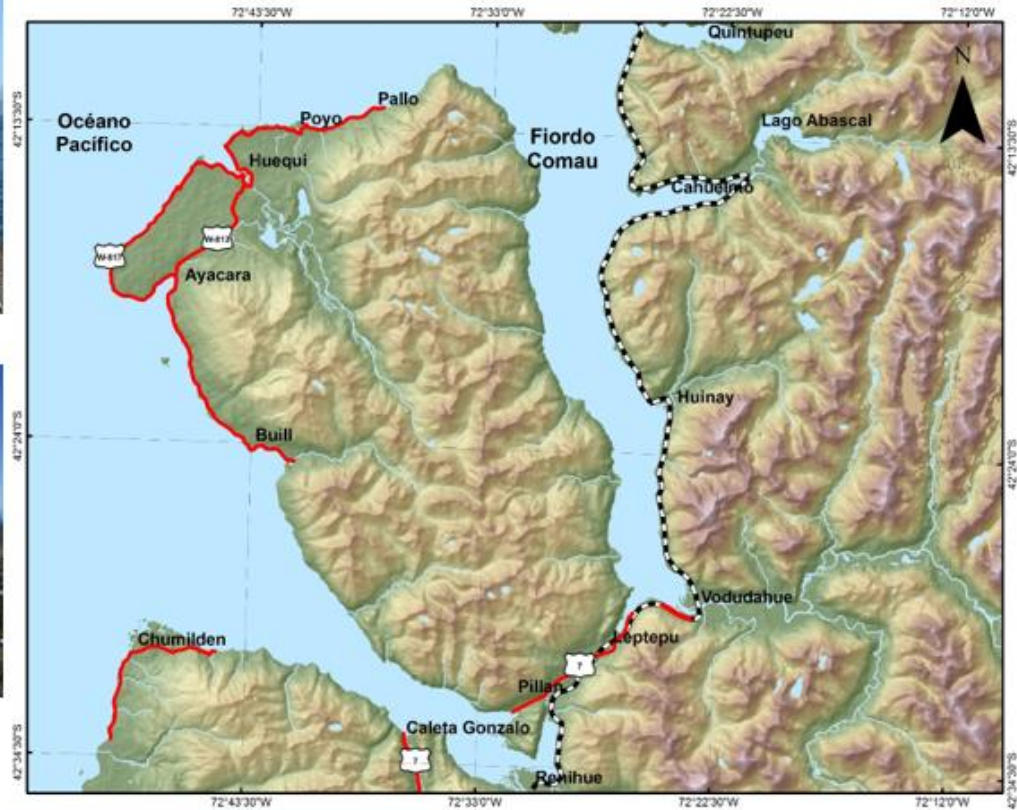 72°43'30"W
72°33'0"W
72°22'30"W
72°12'0"W
Quintupeu
N
Pallo
Océano
Pacífico
Poyo
Fiordo
Comau
Lago Abascal
42°13'30"S
42°13'30"S
Huequi
Cahuelmo
W-813
W-817
Ayacara
Huinay
Buill
42°24'0"S
42°24'0"S
Vodudahue
Chumilden
Leptepu
7
Pillan
Caleta Gonzalo
7
Renihue
42°34'30"S
42°34'30"S
72°43'30"W
72°33'0"W
72°22'30"W
72°12'0"W